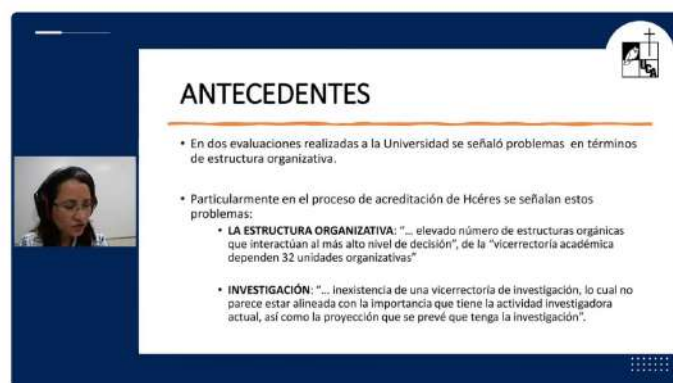 UCA
ANTECEDENTES
• En dos evaluaciones realizadas a la Universidad se señaló problemas en términos
de estructura organizativa.
• Particularmente en el proceso de acreditación de Hcéres se señalan estos
problemas:
• LA ESTRUCTURA ORGANIZATIVA: “... elevado número de estructuras orgánicas
que interactúan al más alto nivel de decisión”, de la “vicerrectoría académica
dependen 32 unidades organizativas”
• INVESTIGACIÓN: “... inexistencia de una vicerrectoría de investigación, lo cual no
parece estar alineada con la importancia que tiene la actividad investigadora
actual, así como la proyección que se prevé que tenga la investigación”.